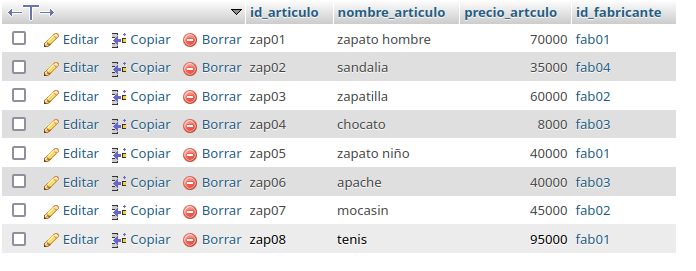 id_articulo nombre_articulo precio_artculo id_fabricante
Editar Copiar Borrar zap01 zapato hombre 70000 fab01
Editar Copiar Borrar zap02 sandalia 35000 fab04
Editar Copiar Borrar zap03 zapatilla 60000 fab02
Editar Copiar Borrar zap04 chocato 8000 fab03
Editar Copiar Borrar zap05 zapato niño 40000 fab01
Editar Copiar Borrar zap06 apache 40000 fab03
Editar Copiar Borrar zap07 mocasin 45000 fab02
Editar Copiar Borrar zap08 tenis 95000 fab01